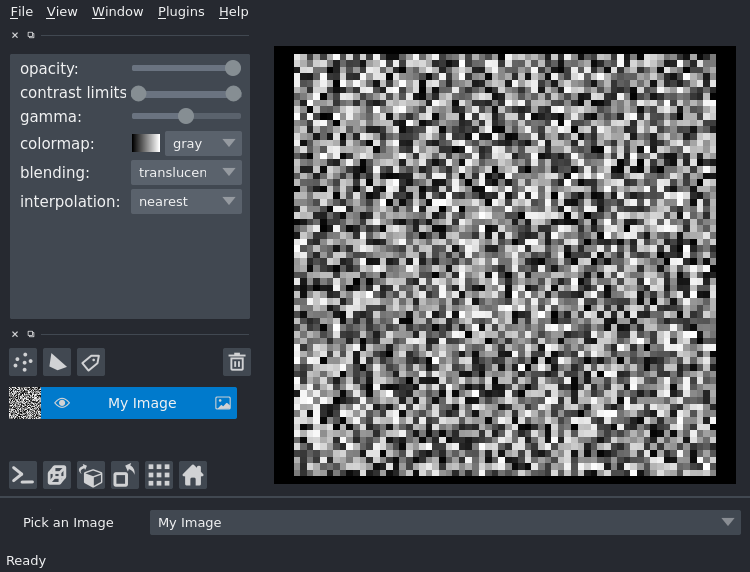 File View Window Plugins Help
opacity:
contrast limits
gamma:
colormap: gray
blending: translucen
interpolation: nearest
My Image
Pick an Image My Image
Ready